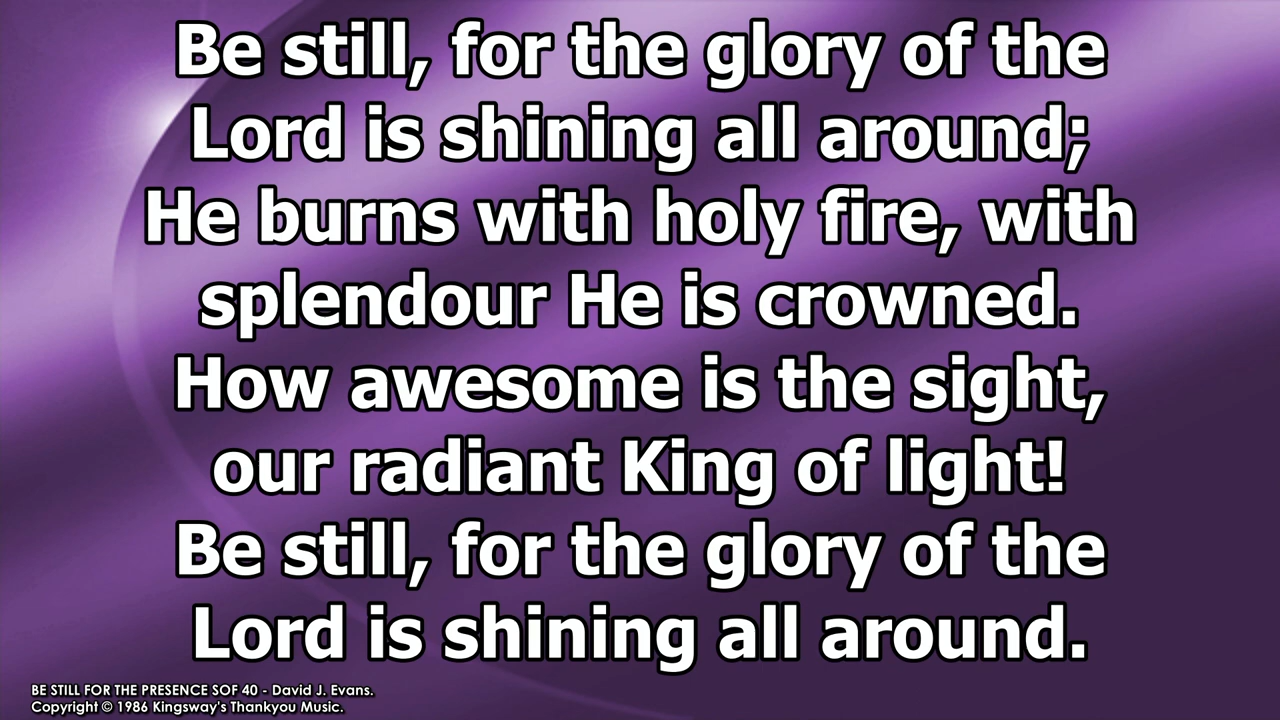 Be still, for the glory of the
Lord is shining all around;
He burns with holy fire, with
splendour He is crowned.
How awesome is the sight,
our radiant King of light!
Be still, for the glory of the
Lord is shining all around.
BE STILL FOR THE PRESENCE SOF 40 - David J. Evans.
Copyright © 1986 Kingsway's Thankyou Music.